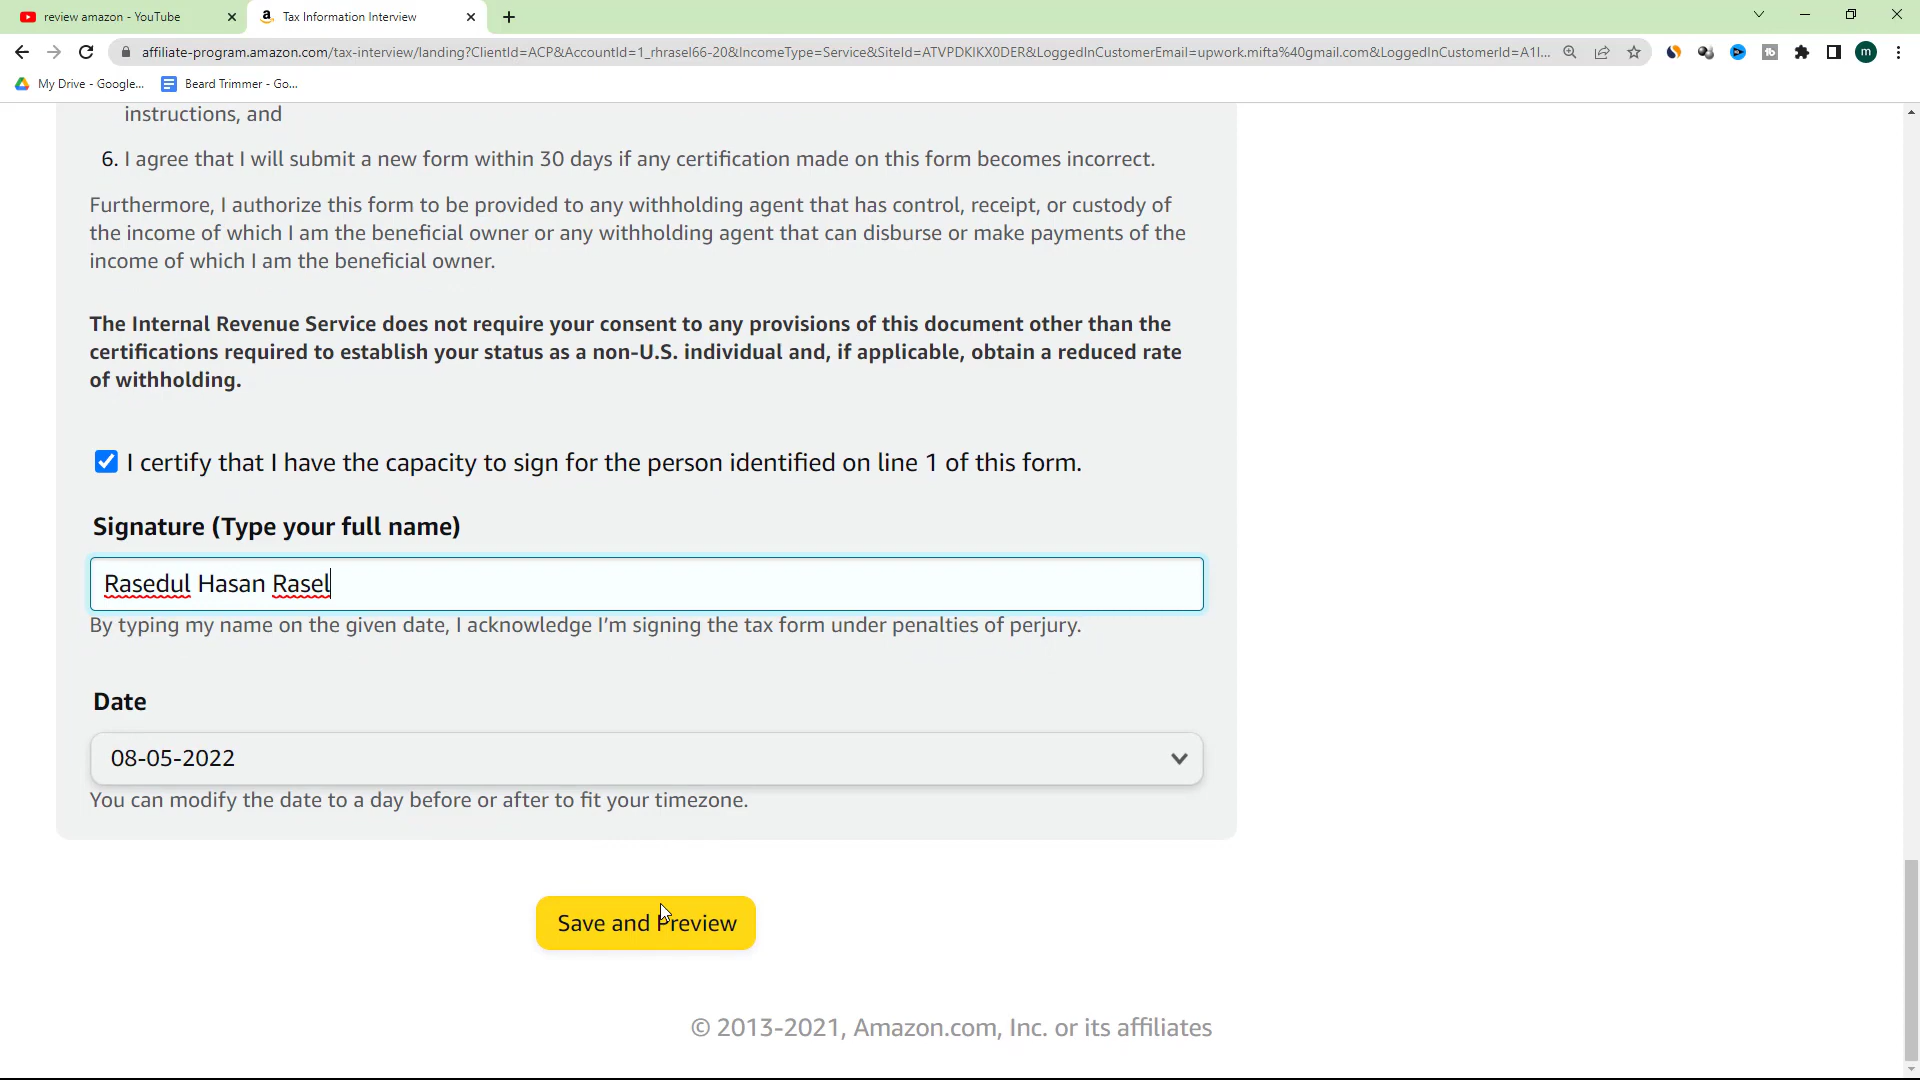 review amazon - YouTube
Tax Information Interview
affiliate-program.amazon.com/tax-interview/landing?ClientId=ACP&AccountId=1_rhrasel66-20&IncomeType=Service&SiteId=ATVPDKIKX0DER&LoggedInCustomerEmail=upwork.mifta%40gmail.com&LoggedInCustomerId=A1I...
m
My Drive - Google...
Beard Trimmer - Go...
instructions, and
6. I agree that I will submit a new form within 30 days if any certification made on this form becomes incorrect.
Furthermore, I authorize this form to be provided to any withholding agent that has control, receipt, or custody of
the income of which I am the beneficial owner or any withholding agent that can disburse or make payments of the
income of which I am the beneficial owner.
The Internal Revenue Service does not require your consent to any provisions of this document other than the
certifications required to establish your status as a non-U.S. individual and, if applicable, obtain a reduced rate
of withholding.
I certify that I have the capacity to sign for the person identified on line 1 of this form.
Signature (Type your full name)
Rasedul Hasan Rasel
By typing my name on the given date, I acknowledge I’m signing the tax form under penalties of perjury.
Date
08-05-2022
You can modify the date to a day before or after to fit your timezone.
Save and Preview
© 2013-2021, Amazon.com, Inc. or its affiliates